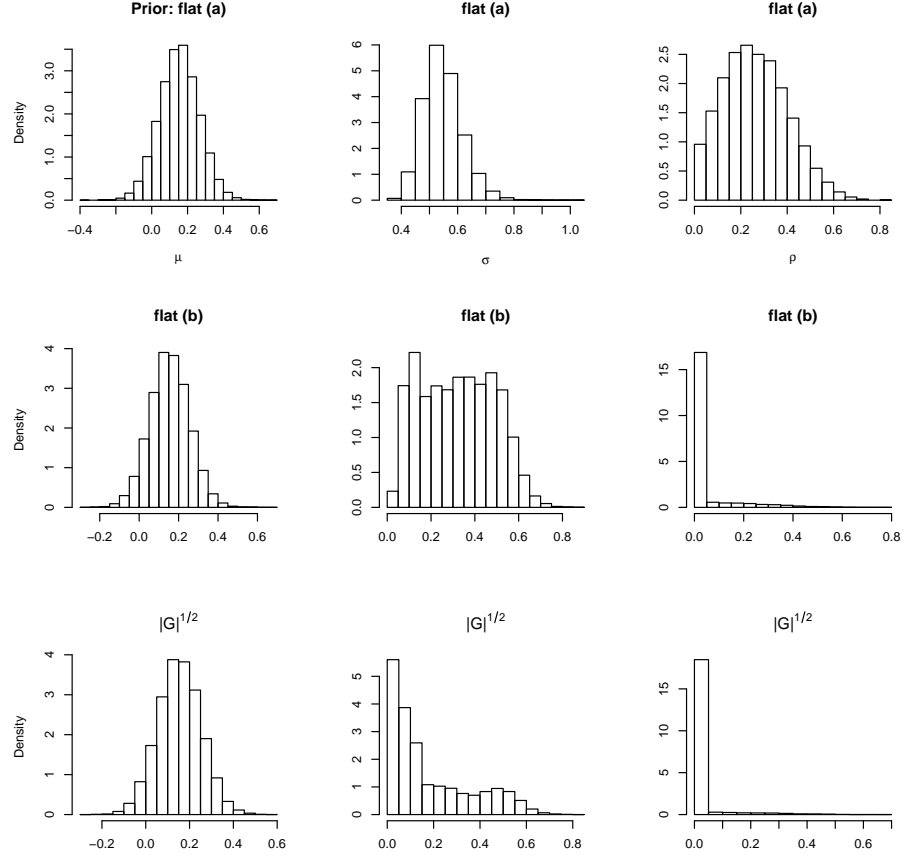 Prior: flat (a)
flat (a)
flat (a)
Density
0.0 1.0 2.0 3.0
−0.4 0.0 0.2 0.4 0.6
μ
0 1 2 3 4 5 6
0.4 0.6 0.8 1.0
σ
0.0 0.5 1.0 1.5 2.0 2.5
0.0 0.2 0.4 0.6 0.8
ρ
flat (b)
flat (b)
flat (b)
Density
0 1 2 3 4
−0.2 0.0 0.2 0.4 0.6
0.0 0.5 1.0 1.5 2.0
0.0 0.2 0.4 0.6 0.8
0 5 10 15
0.0 0.2 0.4 0.6 0.8
|G|^1/2
|G|^1/2
|G|^1/2
Density
0 1 2 3 4
−0.2 0.0 0.2 0.4 0.6
0 1 2 3 4 5
0.0 0.2 0.4 0.6 0.8
0 5 10 15
0.0 0.2 0.4 0.6